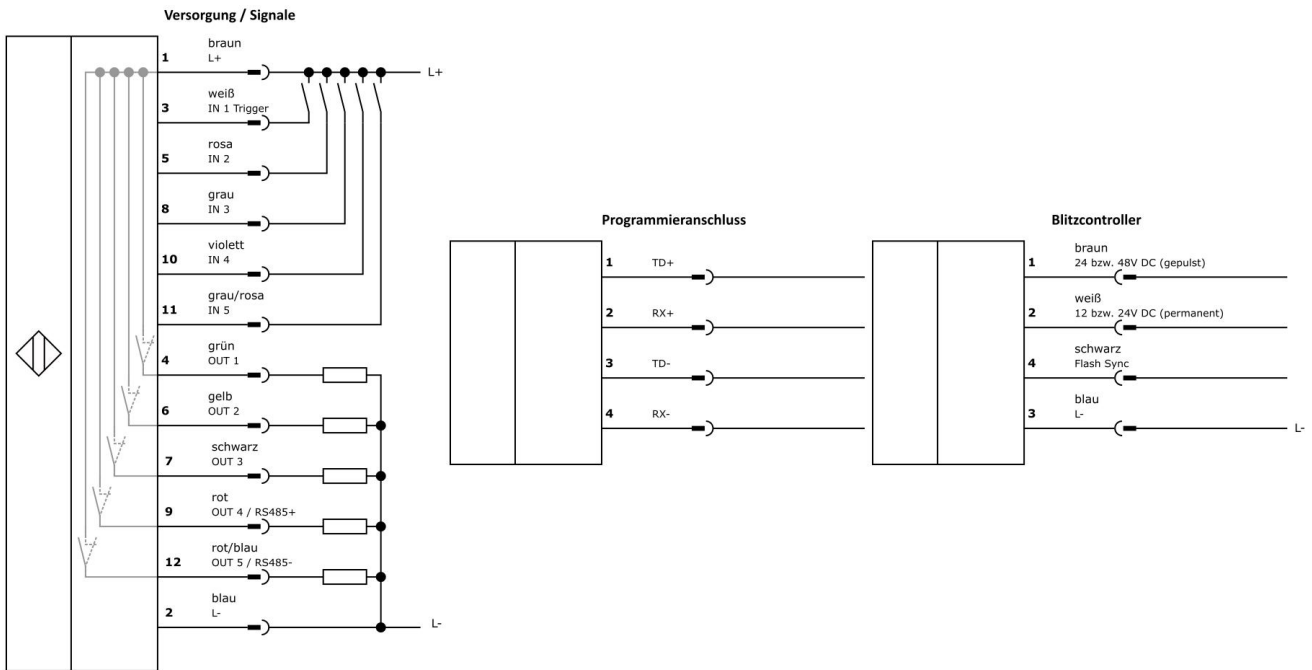 Versorgung / Signale
braun
1 L+
L+
weiß
3 IN 1 Trigger
rosa
5 IN 2
grau
8 IN 3
violett
10 IN 4
grau/rosa
11 IN 5
grün
4 OUT 1
gelb
6 OUT 2
schwarz
7 OUT 3
rot
9 OUT 4 / RS485+
rot/blau
12 OUT 5 / RS485-
blau
2 L-
L-
Programmieranschluss
1 TD+
2 RX+
3 TD-
4 RX-
Blitzcontroller
braun
1 24 bzw. 48V DC (gepulst)
weiß
2 12 bzw. 24V DC (permanent)
schwarz
4 Flash Sync
blau
3 L-
L-